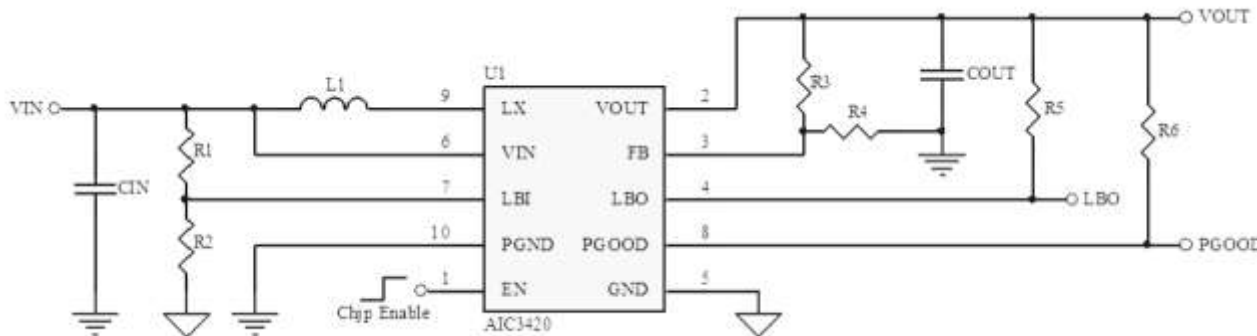 VOUT
U1
L1
R3
COUT
VIN
9
LX
VOUT
2
R4
R5
R6
R1
6
VIN
FB
3
CIN
7
LBI
LBO
4
LBO
R2
10
PGND
PGOOD
8
PGOOD
1
EN
GND
5
Chip Enable
AIC3420